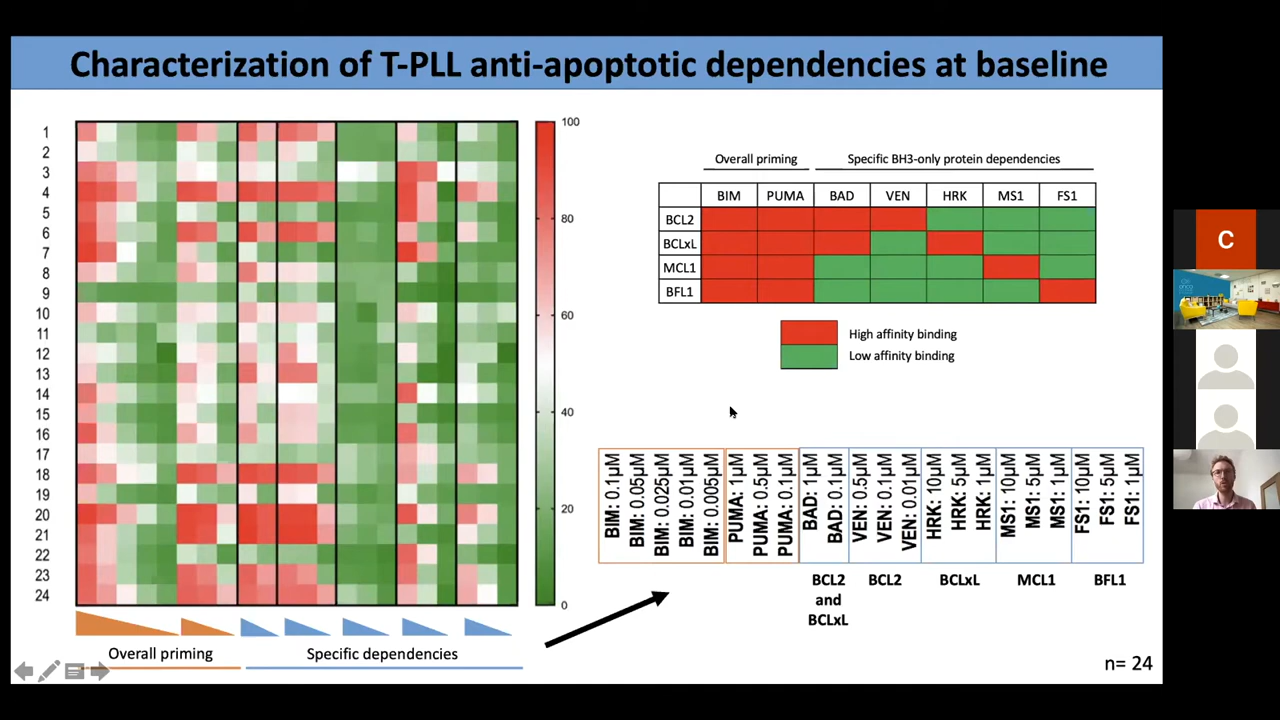 Characterization of T-PLL anti-apoptotic dependencies at baseline
1
2
3
4
5
6
7
8
9
10
11
12
13
14
15
16
17
18
19
20
21
22
23
24
100
80
60
40
20
0
Overall priming
Specific dependencies
Overall priming Specific BH3-only protein dependencies
BIM PUMA BAD VEN HRK MS1 FS1
BCL2
BCLxL
MCL1
BFL1
High affinity binding
Low affinity binding
BIM: 0.1µM
BIM: 0.05µM
BIM: 0.025µM
BIM: 0.01µM
BIM: 0.005µM
PUMA: 1µM
PUMA: 0.5µM
PUMA: 0.1µM
BAD: 1µM
BAD: 0.1µM
VEN: 0.5µM
VEN: 0.1µM
VEN: 0.01µM
HRK: 10µM
HRK: 5µM
HRK: 1µM
MS1: 10µM
MS1: 5µM
MS1: 1µM
FS1: 10µM
FS1: 5µM
FS1: 1µM
BCL2 and BCLxL
BCL2
BCLxL
MCL1
BFL1
n= 24
C